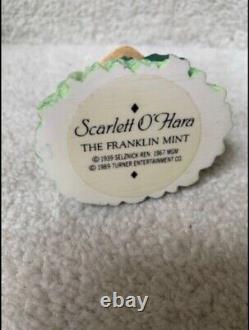 Scarlett O'Hara
THE FRANKLIN MINT
© 1939 SELZNICK REN. 1967 MGM
© 1989 TURNER ENTERTAINMENT CO.